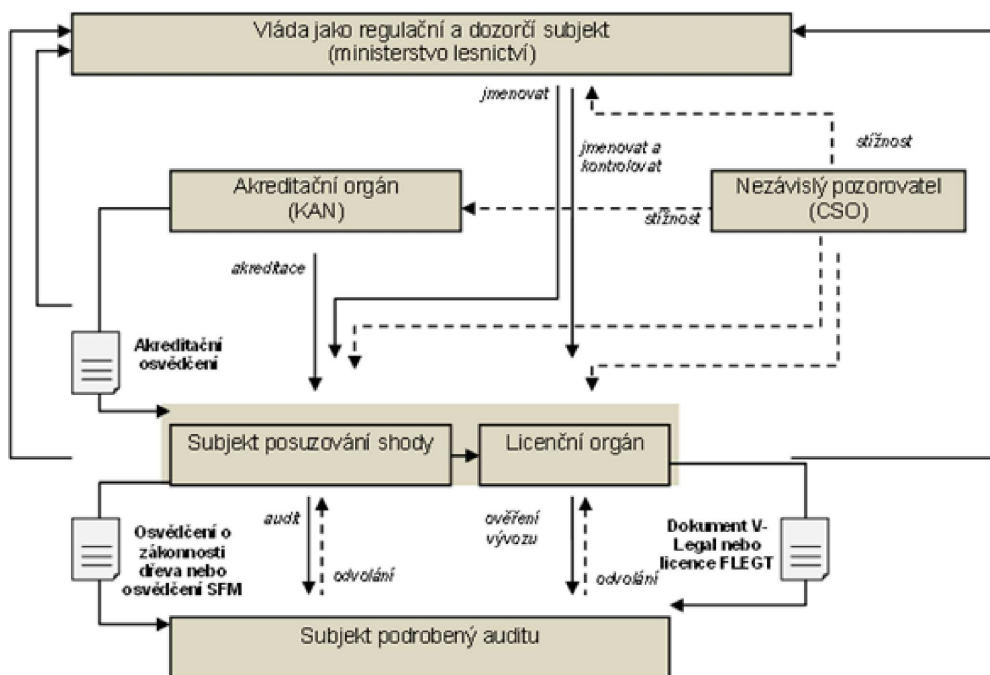 Vláda jako regulační a dozorčí subjekt
(ministerstvo lesnictví)
jmenovat
jmenovat a
kontrolovat
stížnost
Akreditační orgán
(KAN)
stížnost
Nezávislý pozorovatel
(CSO)
akreditace
Akreditační
osvědčení
Subjekt posuzování shody
Licenční orgán
Osvědčení o
zákonnosti
dřeva nebo
osvědčení SFM
audit
odvolání
ověření
vývozu
odvolání
Dokument V-
Legal nebo
licence FLEGT
Subjekt podrobený auditu